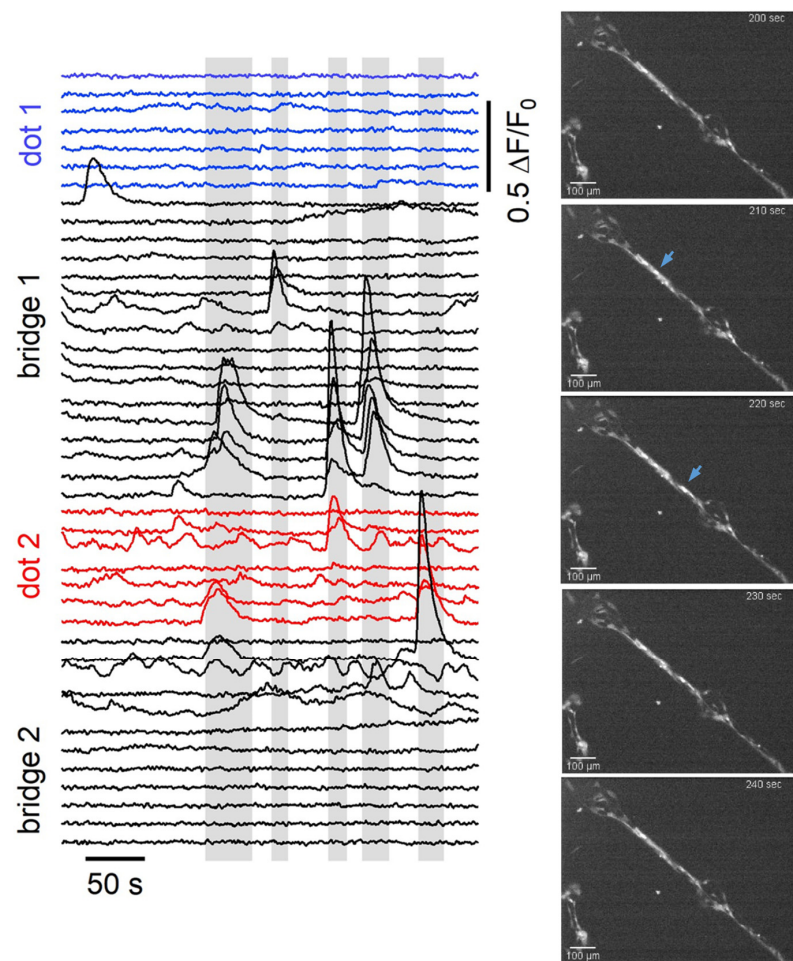 dot 1
bridge 1
dot 2
bridge 2
0.5 ΔF/F0
50 s
200 sec
100 µm
210 sec
100 µm
220 sec
100 µm
230 sec
100 µm
240 sec
100 µm